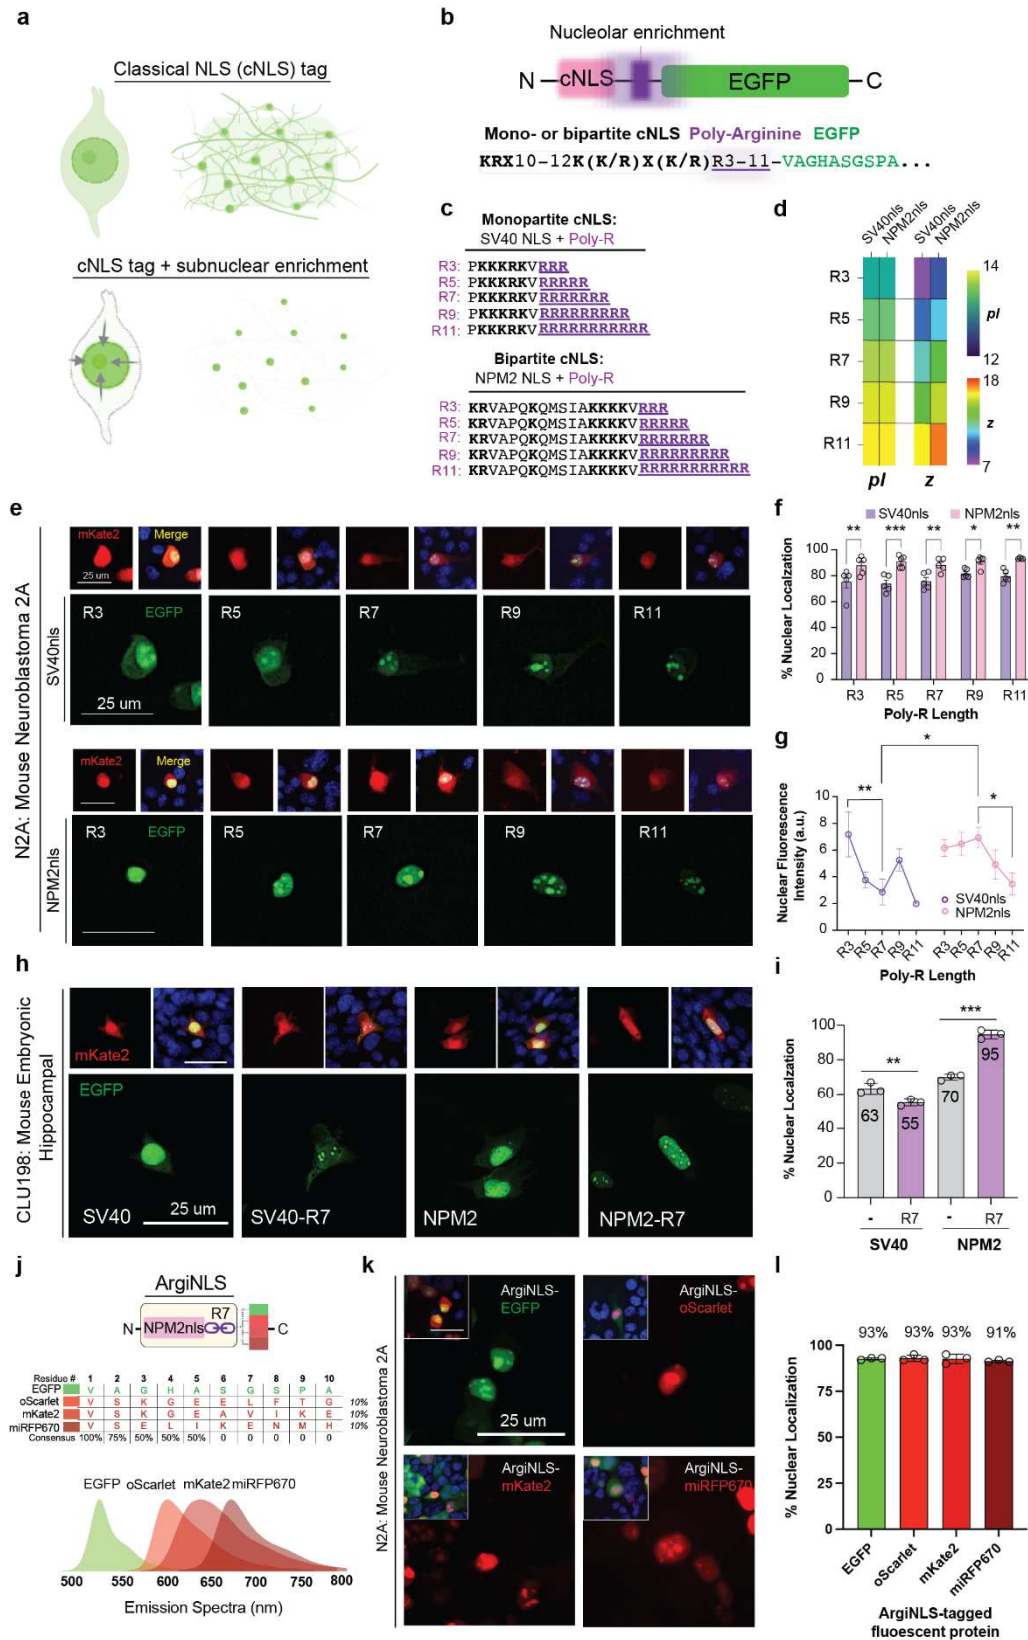 a
Classical NLS (cNLS) tag
cNLS tag + subnuclear enrichment
b
Nucleolar enrichment
N
cNLS
EGFP
C
Mono- or bipartite cNLS Poly-Arginine EGFP
KRX10-12K(K/R)X(K/R)R3-11-VAGHASGSPA...
c
Monopartite cNLS:
SV40 NLS + Poly-R
R3: PKKKRKVRRR
R5: PKKKRKVRRRRR
R7: PKKKRKVRRRRRRR
R9: PKKKRKVRRRRRRRRR
R11: PKKKRKVRRRRRRRRRRR
Bipartite cNLS:
NPM2 NLS + Poly-R
R3: KRVAPQKQMSIAKKKKVRRR
R5: KRVAPQKQMSIAKKKKVRRRRR
R7: KRVAPQKQMSIAKKKKVRRRRRRR
R9: KRVAPQKQMSIAKKKKVRRRRRRRRR
R11: KRVAPQKQMSIAKKKKVRRRRRRRRRRR
d
SV40nls
NPM2nls
SV40nls
NPM2nls
R3
R5
R7
R9
R11
pI
z
14
pI
12
18
z
7
e
N2A: Mouse Neuroblastoma 2A
SV40nls
mKate2
Merge
25 um
R3
EGFP
R5
R7
R9
R11
25 um
NPM2nls
mKate2
Merge
R3
EGFP
R5
R7
R9
R11
f
SV40nls
NPM2nls
** *** ** * **
% Nuclear Localzation
100
80
60
40
20
0
R3 R5 R7 R9 R11
Poly-R Length
g
*
**
*
Nuclear Fluorescence
Intensity (a.u.)
10
8
6
4
2
0
SV40nls
NPM2nls
R3 R5 R7 R9 R11
R3 R5 R7 R9 R11
Poly-R Length
h
CLU198: Mouse Embryonic
Hippocampal
mKate2
EGFP
SV40
25 um
SV40-R7
NPM2
NPM2-R7
i
% Nuclear Localzation
100
80
60
40
20
0
**
***
63
55
70
95
- R7 - R7
SV40 NPM2
j
ArgiNLS
N
NPM2nls
R7
C
Residue # 1 2 3 4 5 6 7 8 9 10
EGFP V A G H A S G S P A
oScarlet V S K G E E L F T G 10%
mKate2 V S K G E A V I K E 10%
miRFP670 V S E L I K E N M H 10%
Consensus 100% 75% 50% 50% 50% 0 0 0 0 0
EGFP oScarlet mKate2 miRFP670
500 550 600 650 700 750 800
Emission Spectra (nm)
k
N2A: Mouse Neuroblastoma 2A
ArgiNLS-
EGFP
25 um
ArgiNLS-
oScarlet
ArgiNLS-
mKate2
ArgiNLS-
miRFP670
l
93% 93% 93% 91%
% Nuclear Localization
100
75
50
25
0
EGFP
oScarlet
mKate2
miRFP670
ArgiNLS-tagged
fluoescent protein